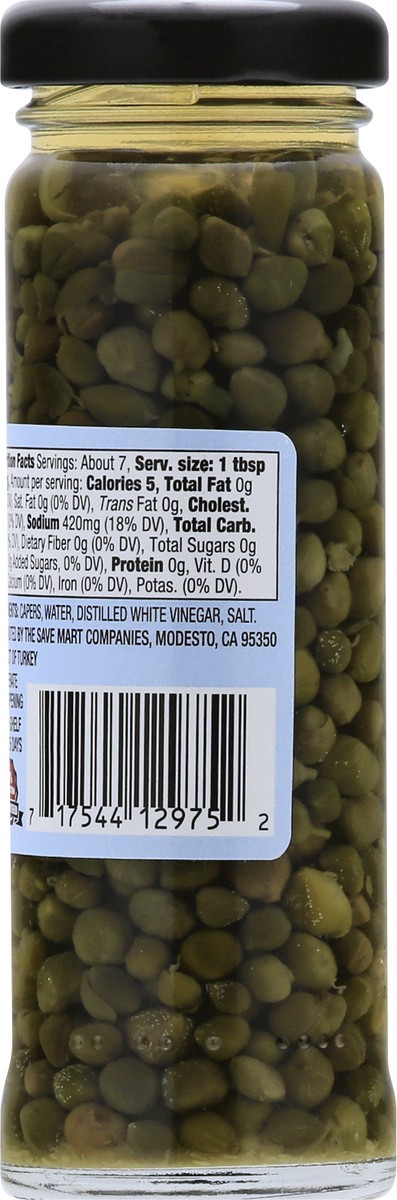 Facts Servings: About 7, Serv. size: 1 tbsp
Amount per serving: Calories 5, Total Fat 0g
Sat. Fat 0g (0% DV), Trans Fat 0g, Cholest.
DV), Sodium 420mg (18% DV), Total Carb.
DV), Dietary Fiber 0g (0% DV), Total Sugars 0g
Added Sugars, 0% DV), Protein 0g, Vit. D (0%
(0% DV), Iron (0% DV), Potas. (0% DV).
CAPERS, WATER, DISTILLED WHITE VINEGAR, SALT.
BY THE SAVE MART COMPANIES, MODESTO, CA 95350
OF TURKEY
DAYS
7 17544 12975 2